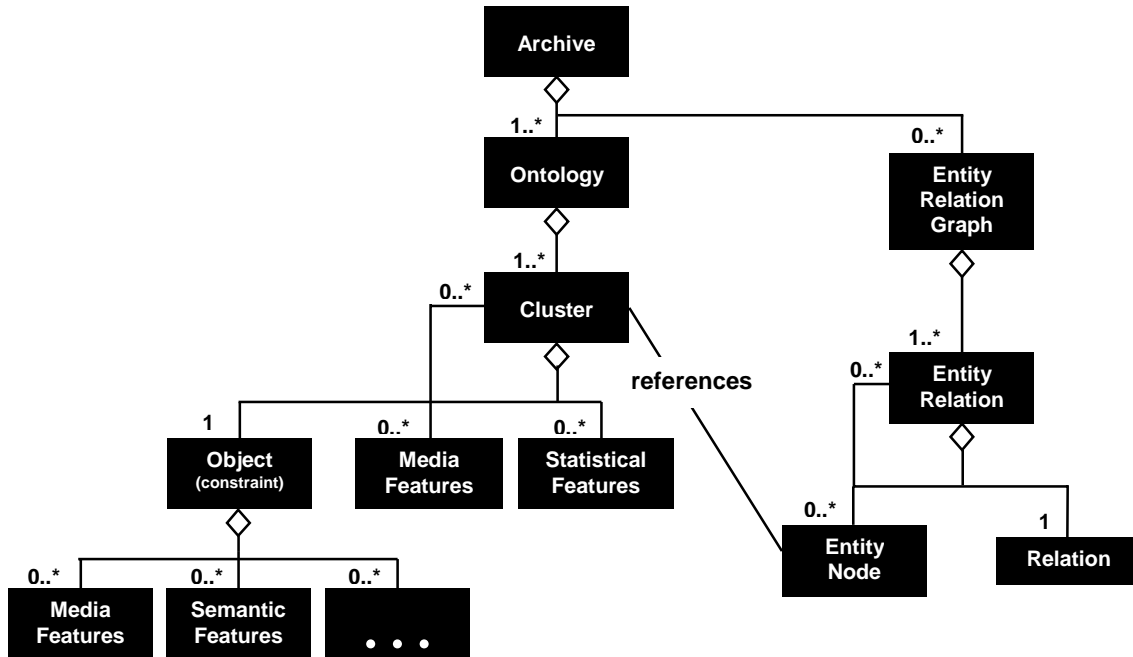 Archive
1..*
0..*
Ontology
Entity
Relation
Graph
1..*
0..*
Cluster
1..*
references
0..*
Entity
Relation
1
0..*
0..*
Object
(constraint)
Media
Features
Statistical
Features
0..*
1
Entity
Node
Relation
0..*
0..*
0..*
Media
Features
Semantic
Features
• • •